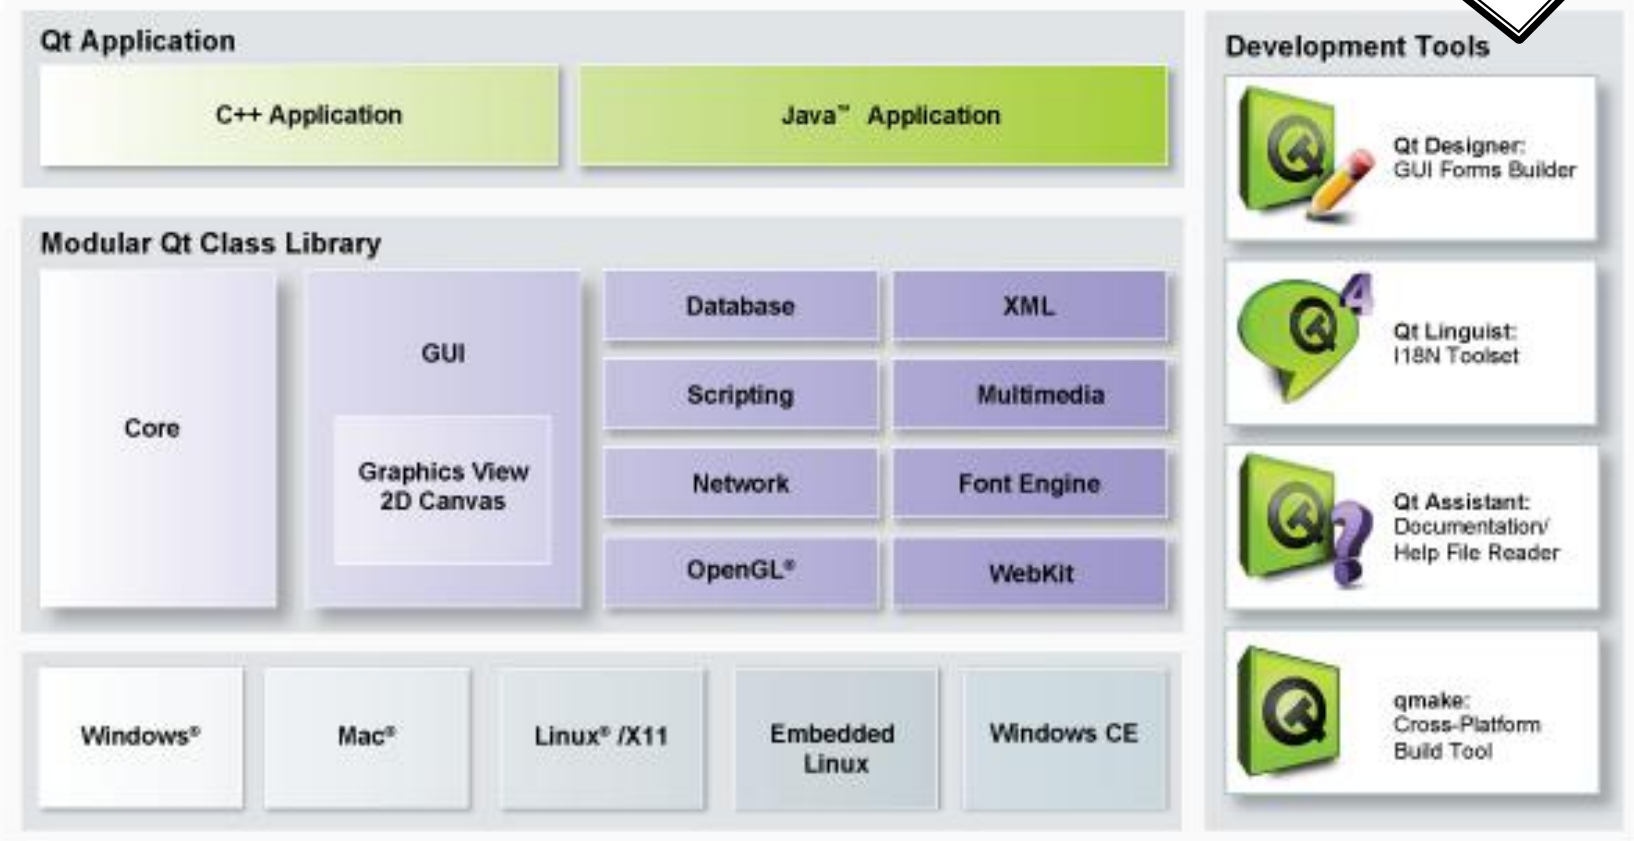 Qt Application
C++ Application
Java™ Application
Modular Qt Class Library
Core
GUI
Graphics View
2D Canvas
Database
XML
Scripting
Multimedia
Network
Font Engine
OpenGL®
WebKit
Windows®
Mac®
Linux® /X11
Embedded
Linux
Windows CE
Development Tools
Qt Designer:
GUI Forms Builder
4
Qt Linguist:
I18N Toolset
?
Qt Assistant:
Documentation/
Help File Reader
qmake:
Cross-Platform
Build Tool